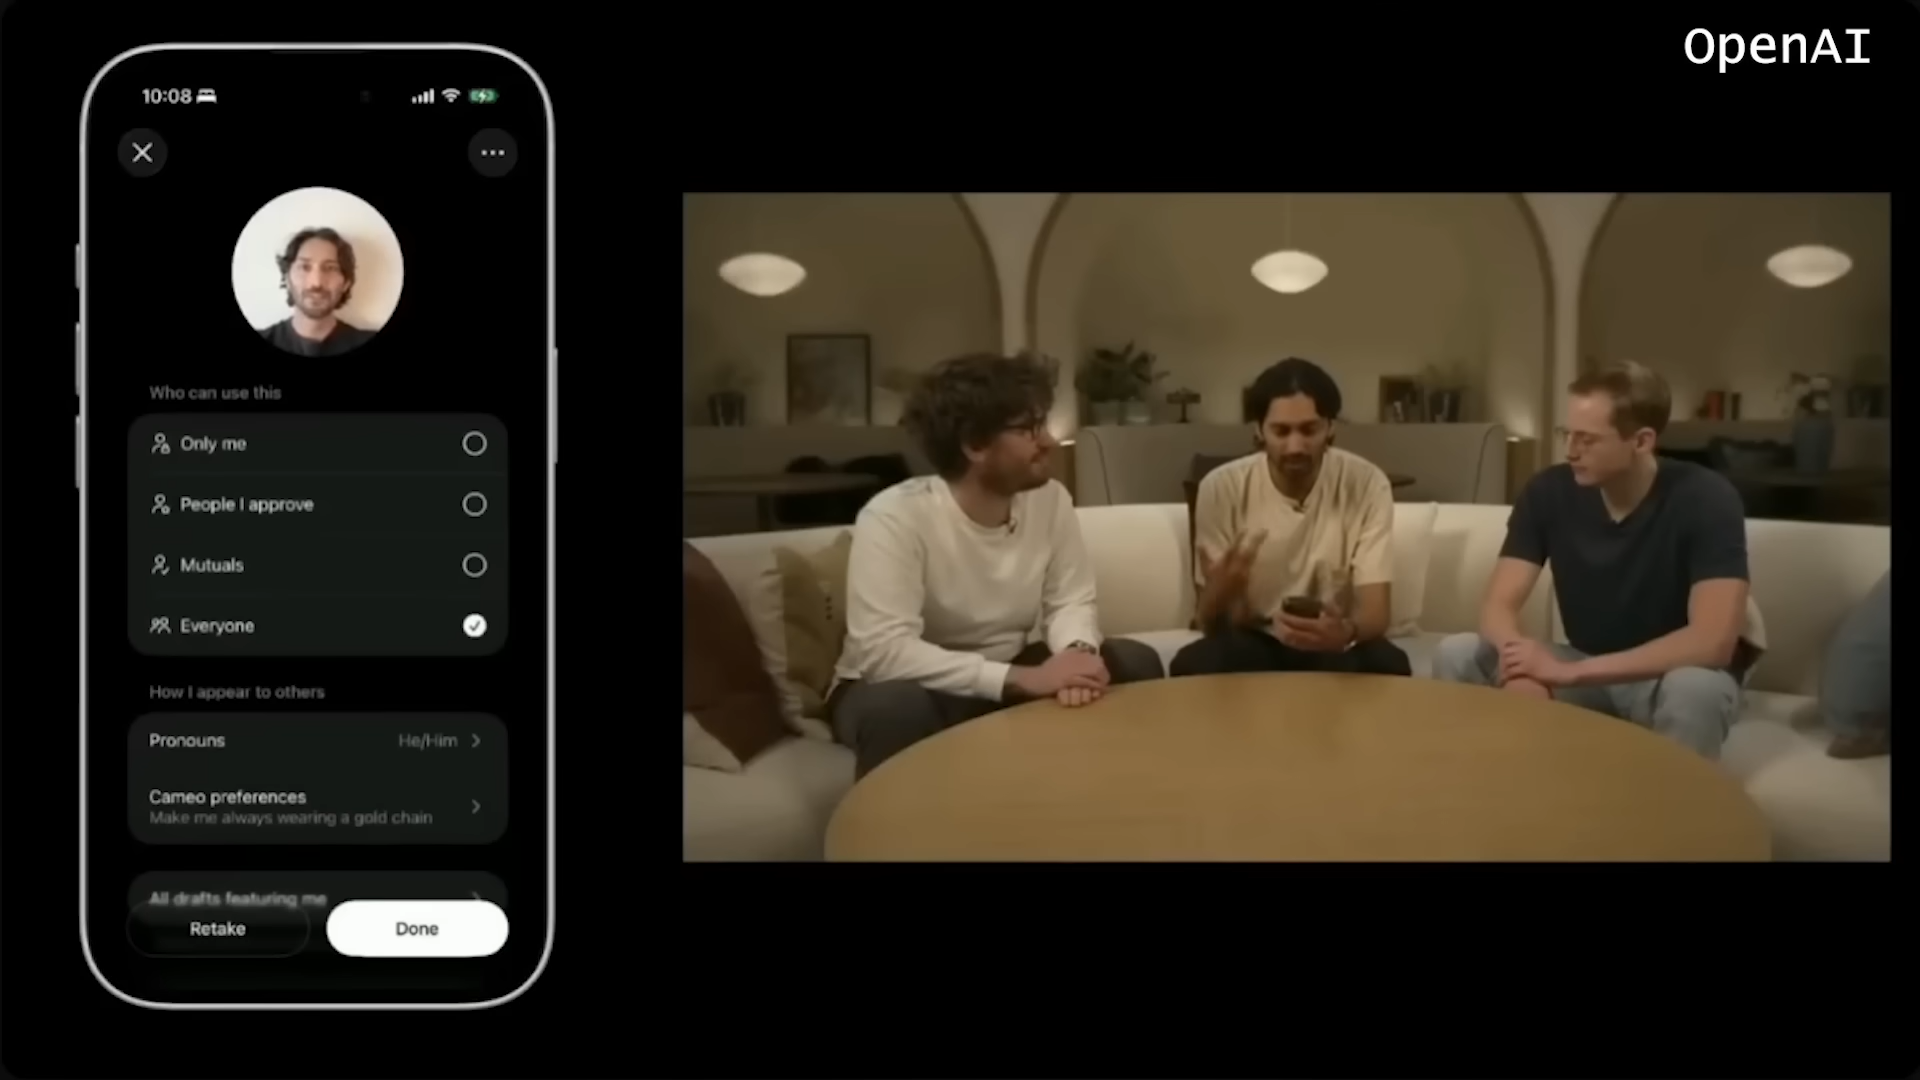 OpenAI
10:08
Who can use this
Only me
People I approve
Mutuals
Everyone
How I appear to others
Pronouns He/Him
Cameo preferences
Make me always wearing a gold chain
All drafts featuring me
Retake Done